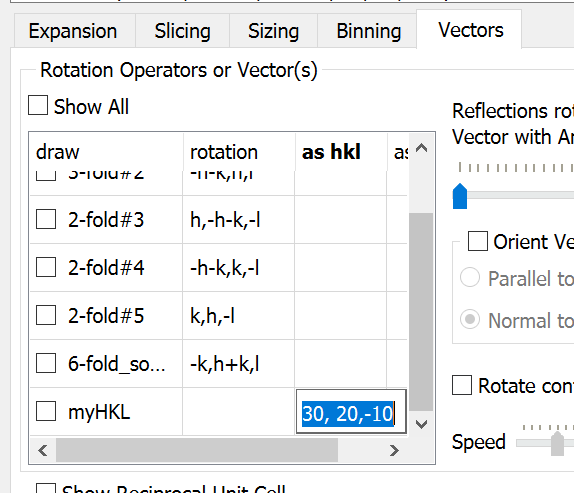 Expansion Slicing Sizing Binning Vectors
Rotation Operators or Vector(s)
Show All
Reflections rot
Vector with An
draw rotation as hkl as
3-fold#2 -h-k,h,l
2-fold#3 h,-h-k,-l
2-fold#4 -h-k,k,-l
2-fold#5 k,h,-l
6-fold_so... -k,h+k,l
myHKL 30, 20,-10
Orient Ve
Parallel to
Normal to
Rotate con
Speed
Show Reciprocal Unit Cell